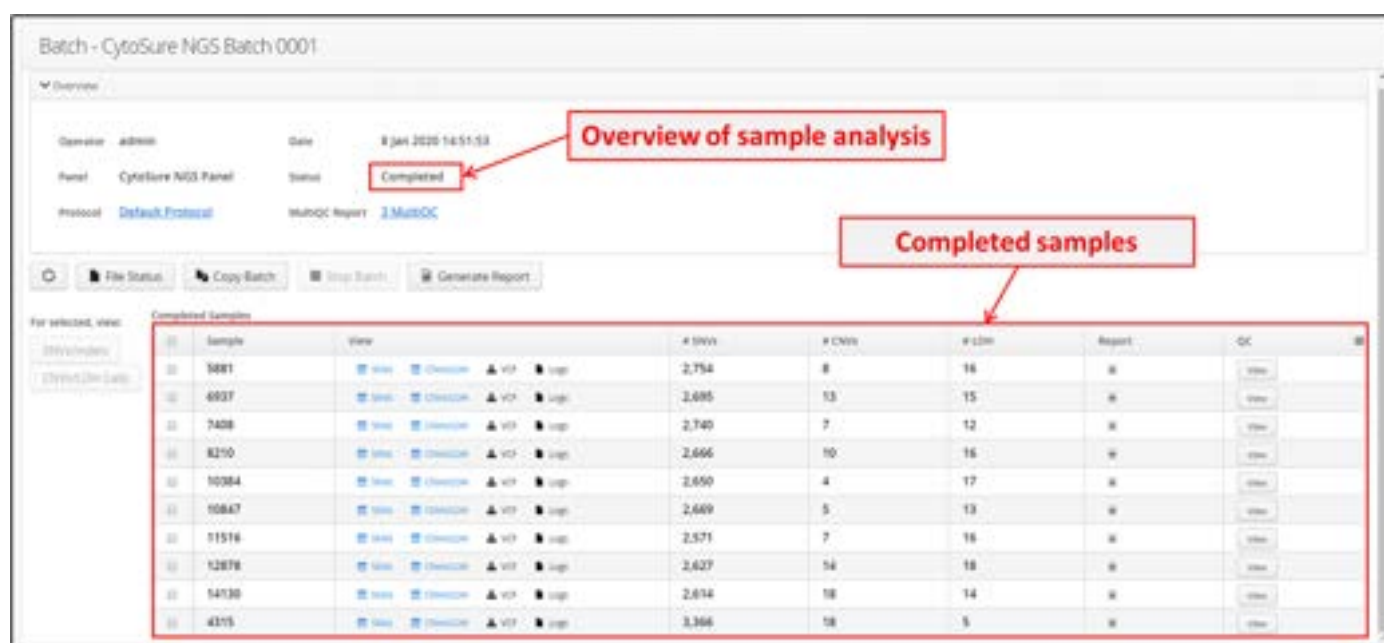 Batch - CytoSure NGS Batch 0001
Overview
Operator admin Date 8 Jan 2020 14:51:53
Overview of sample analysis
Panel CytoSure NGS Panel Status Completed
Protocol Default Protocol MultiQC Report 3 MultiQC
Completed samples
File Status Copy Batch Stop Batch Generate Report
For selected, view:
Completed Samples
Sample View # SNVs # CNVs # LOH Report QC
5881 VCF Logs 2,754 8 16 View
6937 VCF Logs 2,695 13 15 View
7408 VCF Logs 2,740 7 12 View
8210 VCF Logs 2,666 10 16 View
10384 VCF Logs 2,650 4 17 View
10847 VCF Logs 2,669 5 13 View
11516 VCF Logs 2,571 7 16 View
12878 VCF Logs 2,627 14 18 View
14130 VCF Logs 2,614 18 14 View
4315 VCF Logs 3,366 18 5 View